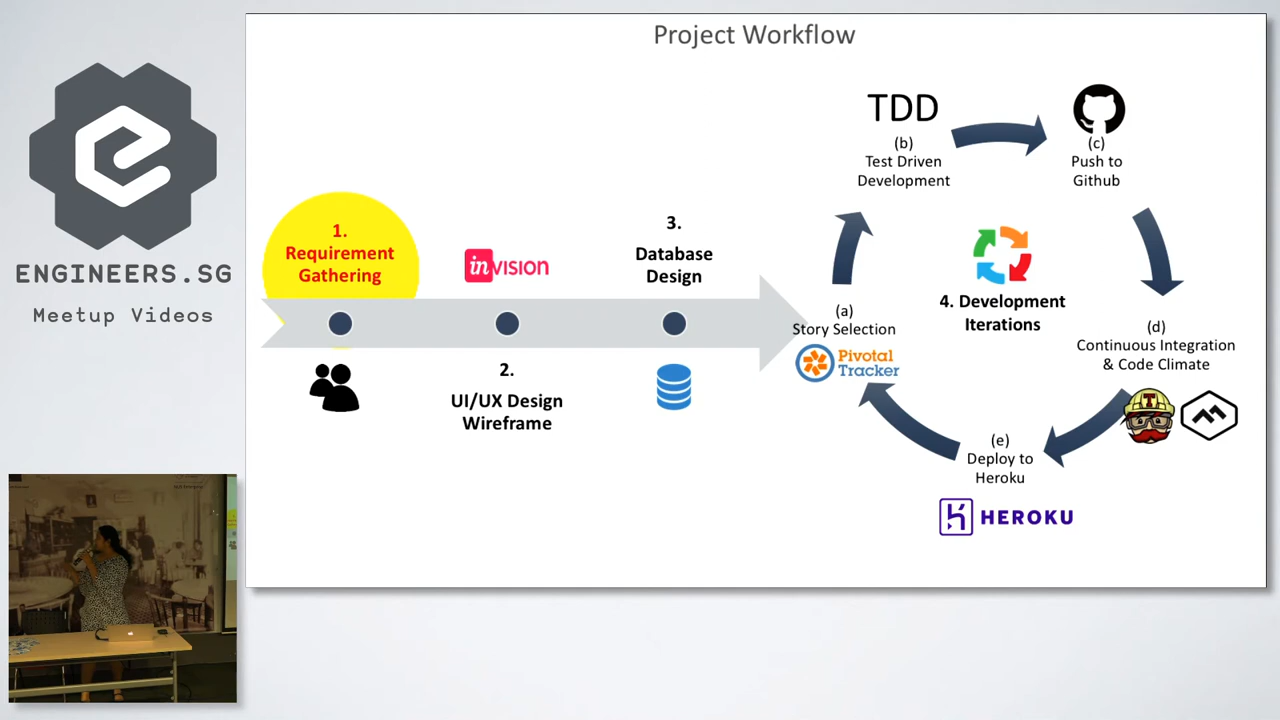 Project Workflow
ENGINEERS.SG
Meetup Videos
1.
Requirement
Gathering
inVISION
2.
UI/UX Design
Wireframe
3.
Database
Design
4. Development
Iterations
(a)
Story Selection
Pivotal
Tracker
TDD
(b)
Test Driven
Development
(c)
Push to
Github
(d)
Continuous Integration
& Code Climate
T
(e)
Deploy to
Heroku
HEROKU